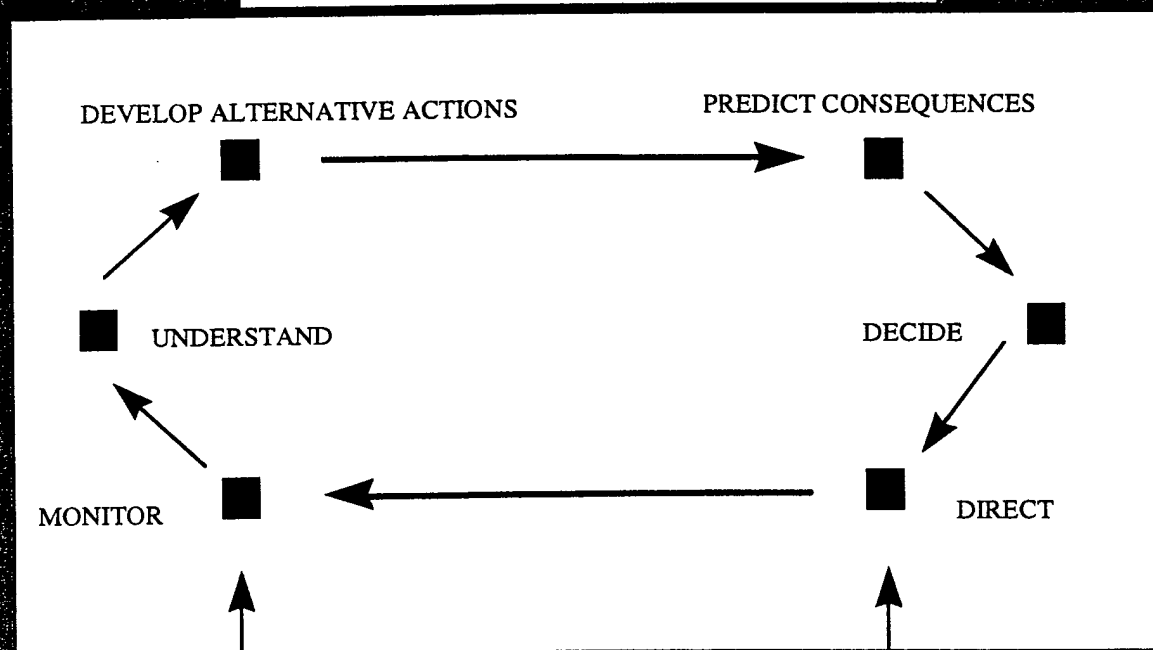 DEVELOP ALTERNATIVE ACTIONS
PREDICT CONSEQUENCES
UNDERSTAND
DECIDE
MONITOR
DIRECT